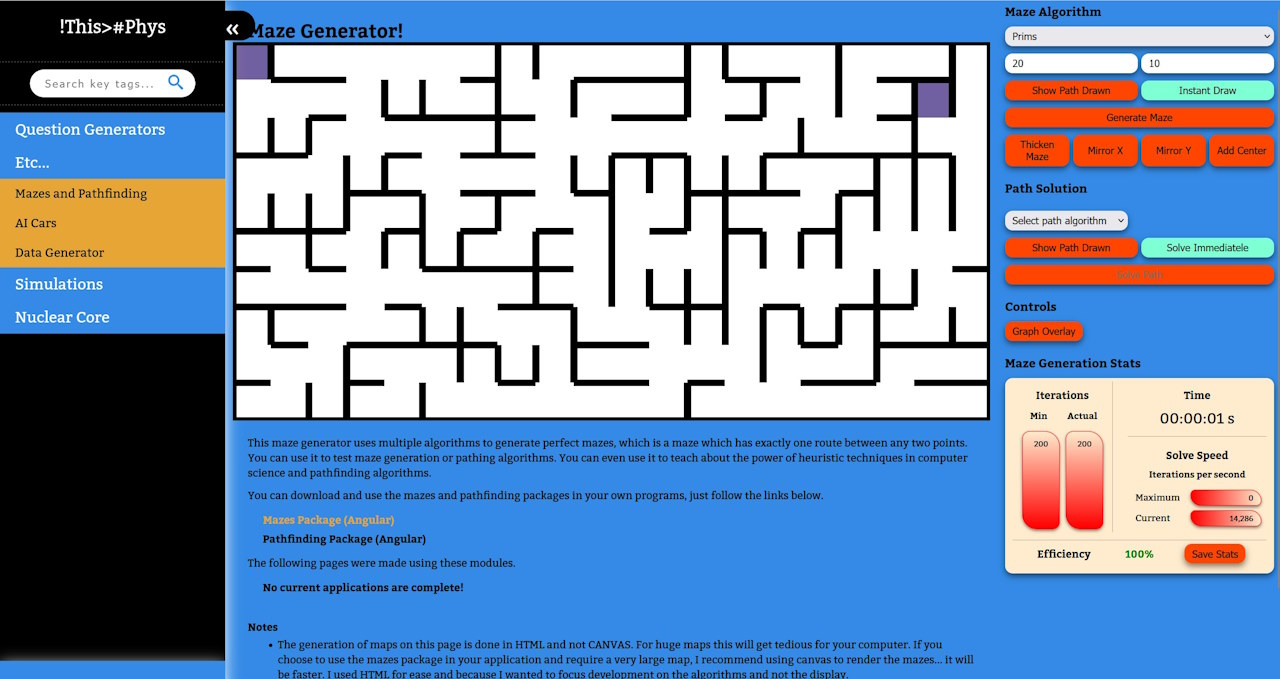 !This>#Phys
«
Search key tags...
Question Generators
Etc...
Mazes and Pathfinding
AI Cars
Data Generator
Simulations
Nuclear Core
Maze Generator!
This maze generator uses multiple algorithms to generate perfect mazes, which is a maze which has exactly one route between any two points.
You can use it to test maze generation or pathing algorithms. You can even use it to teach about the power of heuristic techniques in computer
science and pathfinding algorithms.
You can download and use the mazes and pathfinding packages in your own programs, just follow the links below.
Mazes Package (Angular)
Pathfinding Package (Angular)
The following pages were made using these modules.
No current applications are complete!
Notes
• The generation of maps on this page is done in HTML and not CANVAS. For huge maps this will get tedious for your computer. If you
choose to use the mazes package in your application and require a very large map, I recommend using canvas to render the mazes... it will
be faster. I used HTML for ease and because I wanted to focus development on the algorithms and not the display.
Maze Algorithm
Prims
20 10
Show Path Drawn Instant Draw
Generate Maze
Thicken
Maze Mirror X Mirror Y Add Center
Path Solution
Select path algorithm
Show Path Drawn Solve Immediatele
Solve Path
Controls
Graph Overlay
Maze Generation Stats
Iterations
Min Actual
200 200
Time
00:00:01 s
Solve Speed
Iterations per second
Maximum 0
Current 14,286
Efficiency 100% Save Stats